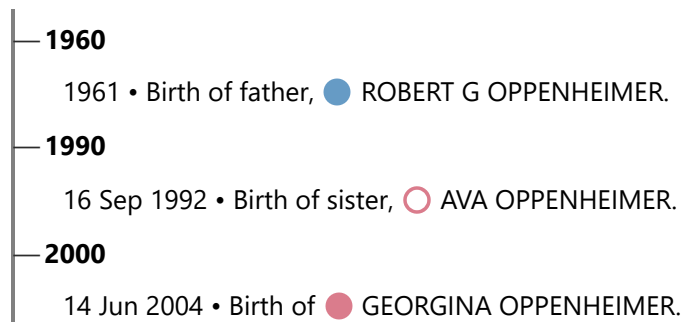 1960
1961 • Birth of father, ROBERT G OPPENHEIMER.
1990
16 Sep 1992 • Birth of sister, AVA OPPENHEIMER.
2000
14 Jun 2004 • Birth of GEORGINA OPPENHEIMER.